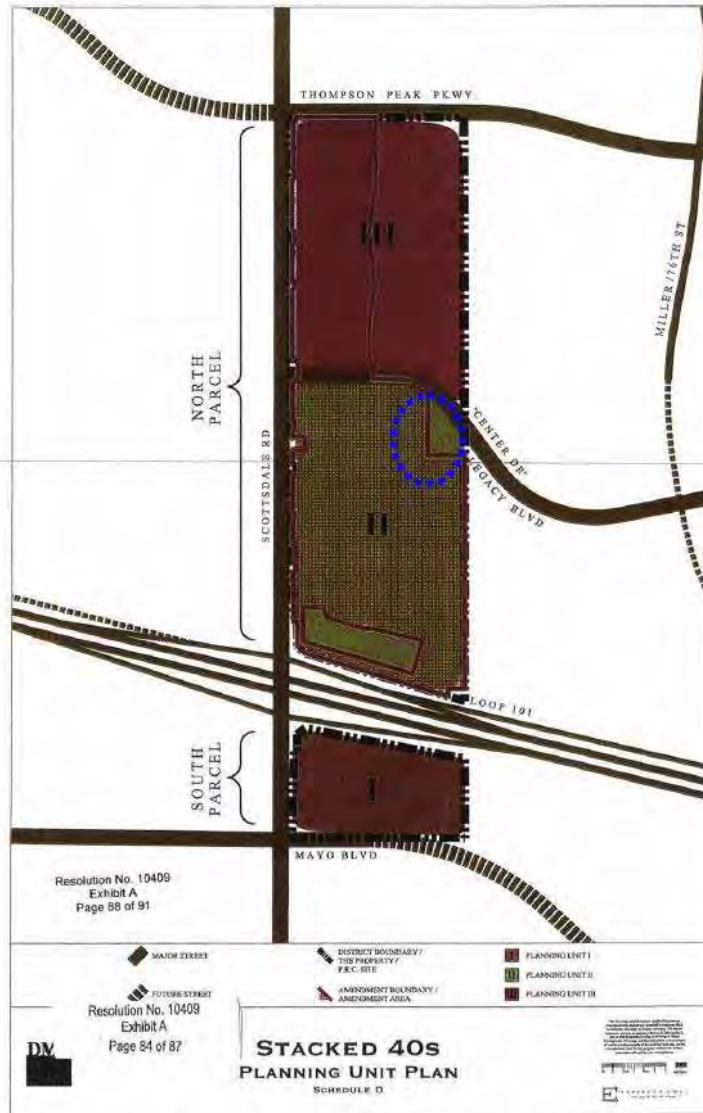 THOMPSON PEAK PKWY
III
MILLER / 76TH ST
NORTH
PARCEL
SCOTTSDALE RD
"CENTER DR"
LEGACY BLVD
II
LOOP 101
SOUTH
PARCEL
I
MAYO BLVD
Resolution No. 10409
Exhibit A
Page 88 of 91
MAJOR STREET
DISTRICT BOUNDARY /
THE PROPERTY /
P.R.C. SITE
PLANNING UNIT I
PLANNING UNIT II
FUTURE STREET
AMENDMENT BOUNDARY /
AMENDMENT AREA
PLANNING UNIT III
Resolution No. 10409
Exhibit A
Page 84 of 87
STACKED 40S
PLANNING UNIT PLAN
SCHEDULE D